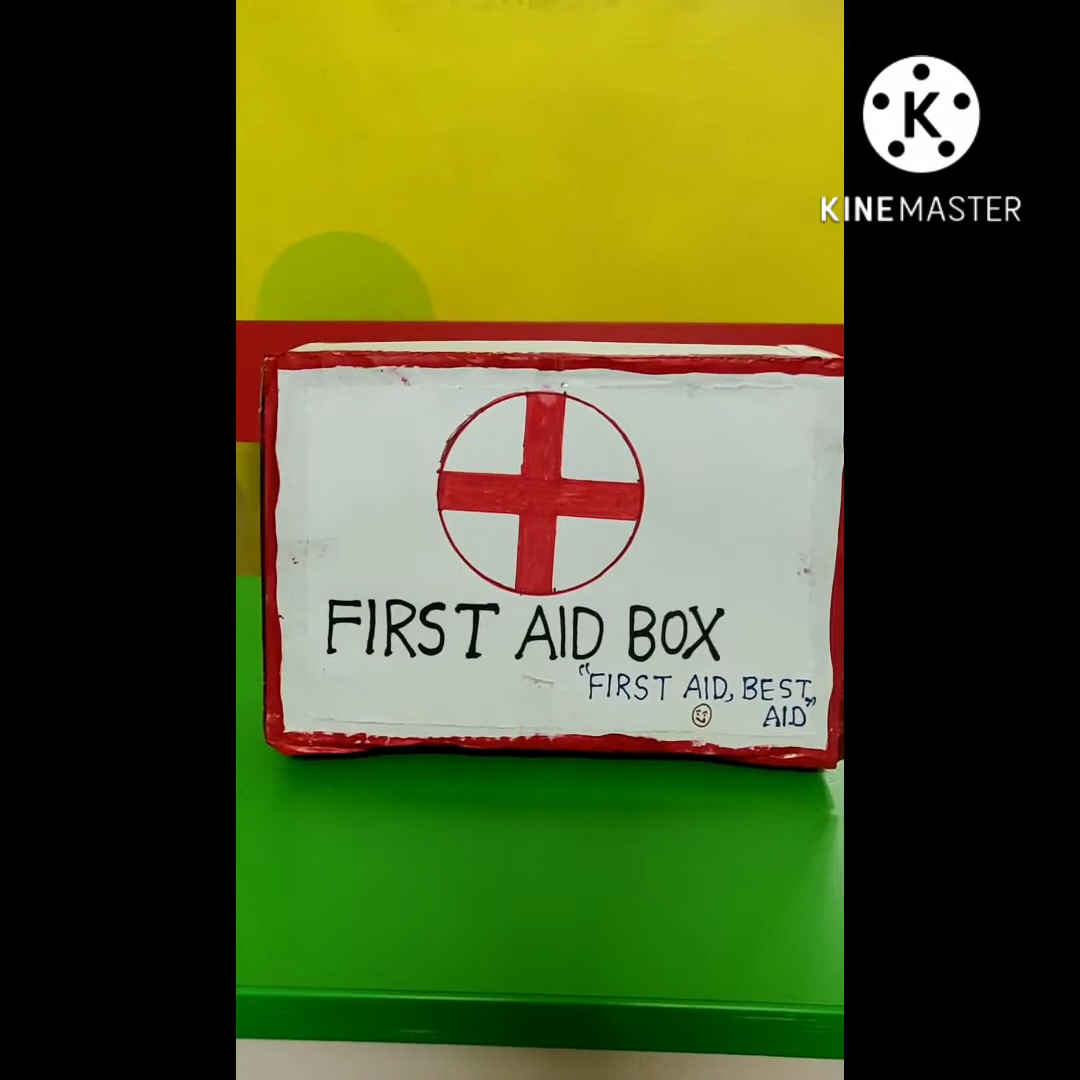 K
KINEMASTER
FIRST AID BOX
"FIRST AID, BEST
AID"